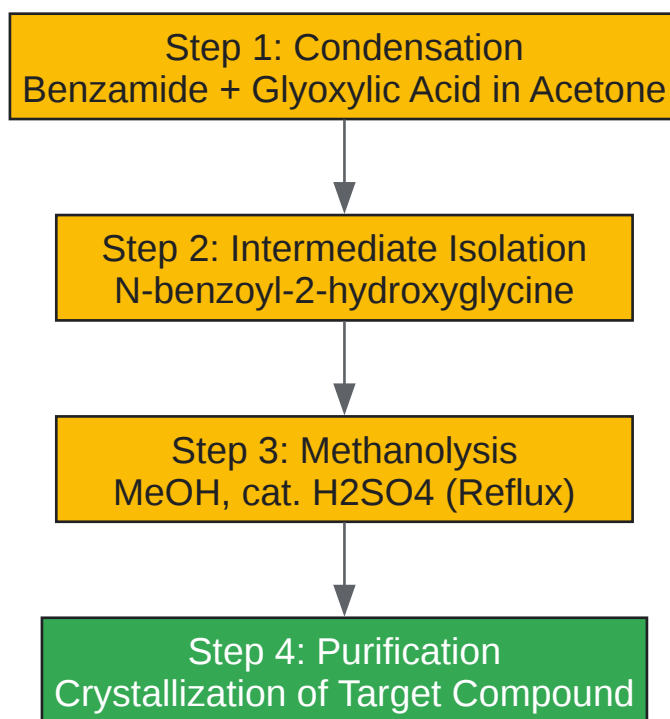 Step 1: Condensation
Benzamide + Glyoxylic Acid in Acetone
Step 2: Intermediate Isolation
N-benzoyl-2-hydroxyglycine
Step 3: Methanolysis
MeOH, cat. H2SO4 (Reflux)
Step 4: Purification
Crystallization of Target Compound